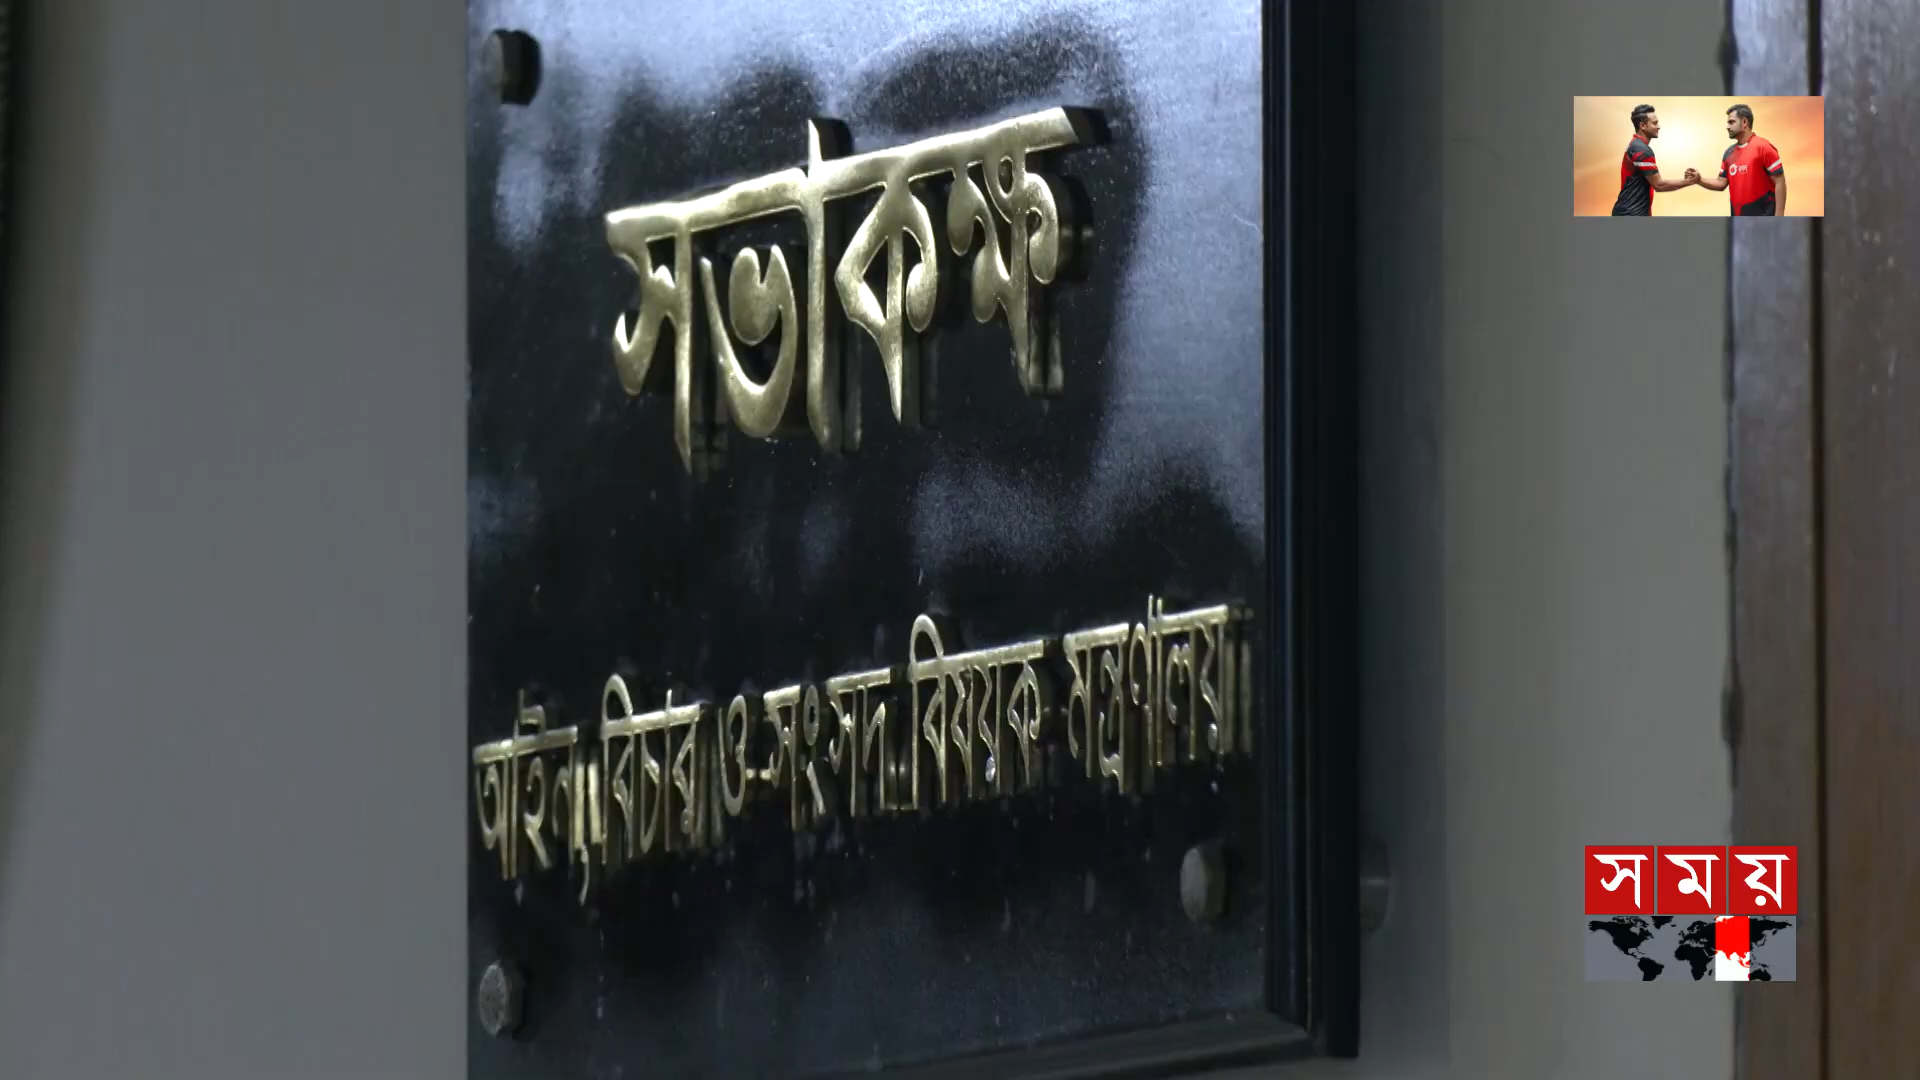 সভাকক্ষ
আইন, বিচার ও সংসদ বিষয়ক মন্ত্রণালয়
সময়